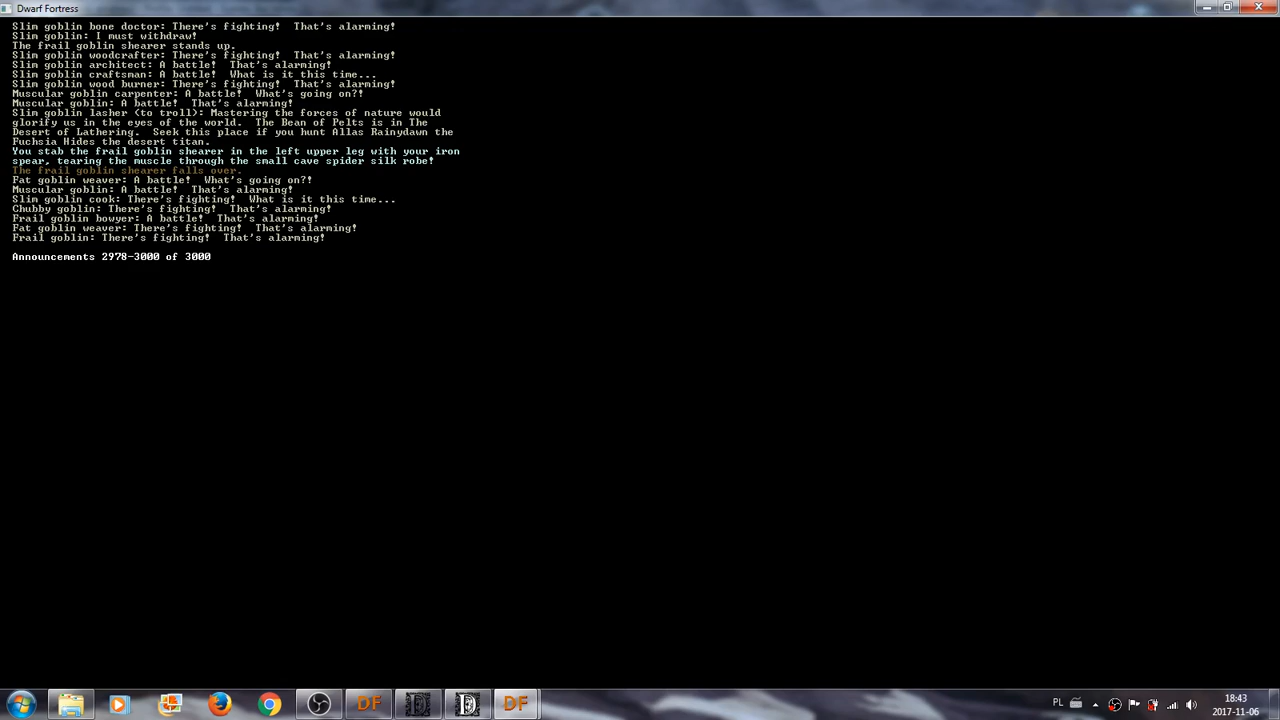 Dwarf Fortress
Slim goblin bone doctor: There's fighting!  That's alarming!
Slim goblin: I must withdraw!
The frail goblin shearer stands up.
Slim goblin woodcrafter: There's fighting!  That's alarming!
Slim goblin architect: A battle!  That's alarming!
Slim goblin craftsman: A battle!  What is it this time...
Slim goblin wood burner: There's fighting!  That's alarming!
Muscular goblin carpenter: A battle!  What's going on?!
Muscular goblin: A battle!  That's alarming!
Slim goblin lasher (to troll): Mastering the forces of nature would
glorify us in the eyes of the world.  The Bean of Pelts is in The
Desert of Lathering.  Seek this place if you hunt Allas Rainydawn the
Fuchsia Hides the desert titan.
You stab the frail goblin shearer in the left upper leg with your iron
spear, tearing the muscle through the small cave spider silk robe!
The frail goblin shearer falls over.
Fat goblin weaver: A battle!  What's going on?!
Muscular goblin: A battle!  That's alarming!
Slim goblin cook: There's fighting!  What is it this time...
Chubby goblin: There's fighting!  That's alarming!
Frail goblin bowyer: A battle!  That's alarming!
Fat goblin weaver: There's fighting!  That's alarming!
Frail goblin: There's fighting!  That's alarming!
Announcements 2978-3000 of 3000
DF
DF
PL
18:43
2017-11-06